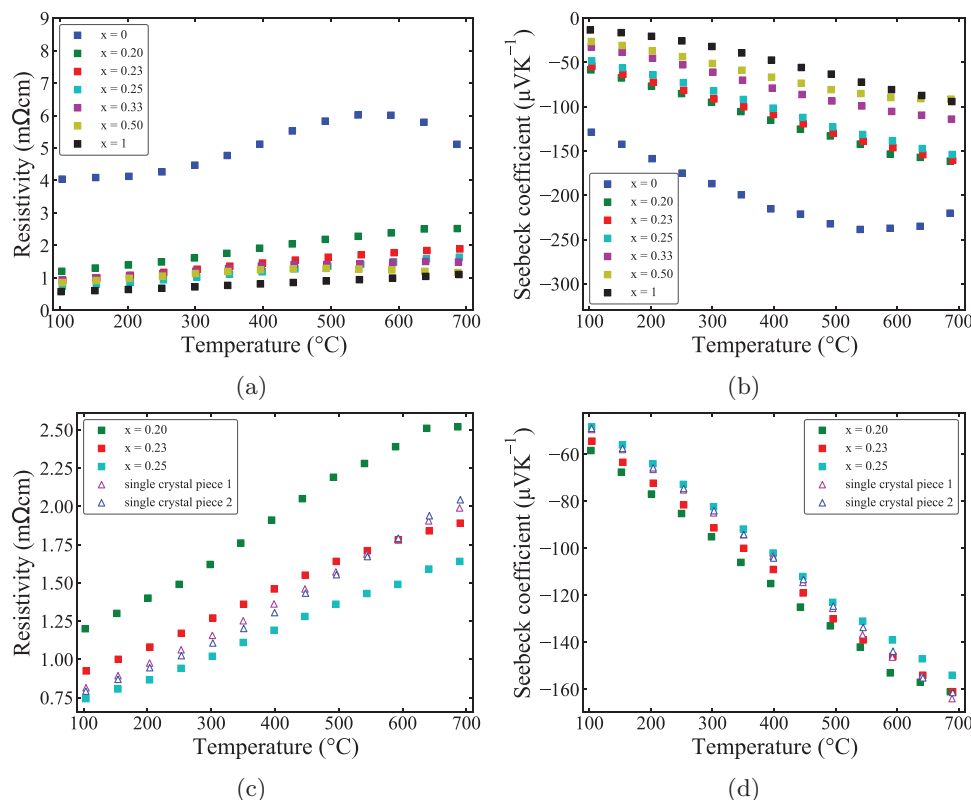 9
8
7
6
5
4
3
2
1
0
Resistivity (mΩcm)
x = 0
x = 0.20
x = 0.23
x = 0.25
x = 0.33
x = 0.50
x = 1
100 200 300 400 500 600 700
Temperature (°C)
(a)
0
−50
−100
−150
−200
−250
−300
Seebeck coefficient (μVK⁻¹)
x = 0
x = 0.20
x = 0.23
x = 0.25
x = 0.33
x = 0.50
x = 1
100 200 300 400 500 600 700
Temperature (°C)
(b)
2.50
2.25
2.00
1.75
1.50
1.25
1.00
0.75
Resistivity (mΩcm)
x = 0.20
x = 0.23
x = 0.25
single crystal piece 1
single crystal piece 2
100 200 300 400 500 600 700
Temperature (°C)
(c)
−60
−80
−100
−120
−140
−160
Seebeck coefficient (μVK⁻¹)
x = 0.20
x = 0.23
x = 0.25
single crystal piece 1
single crystal piece 2
100 200 300 400 500 600 700
Temperature (°C)
(d)